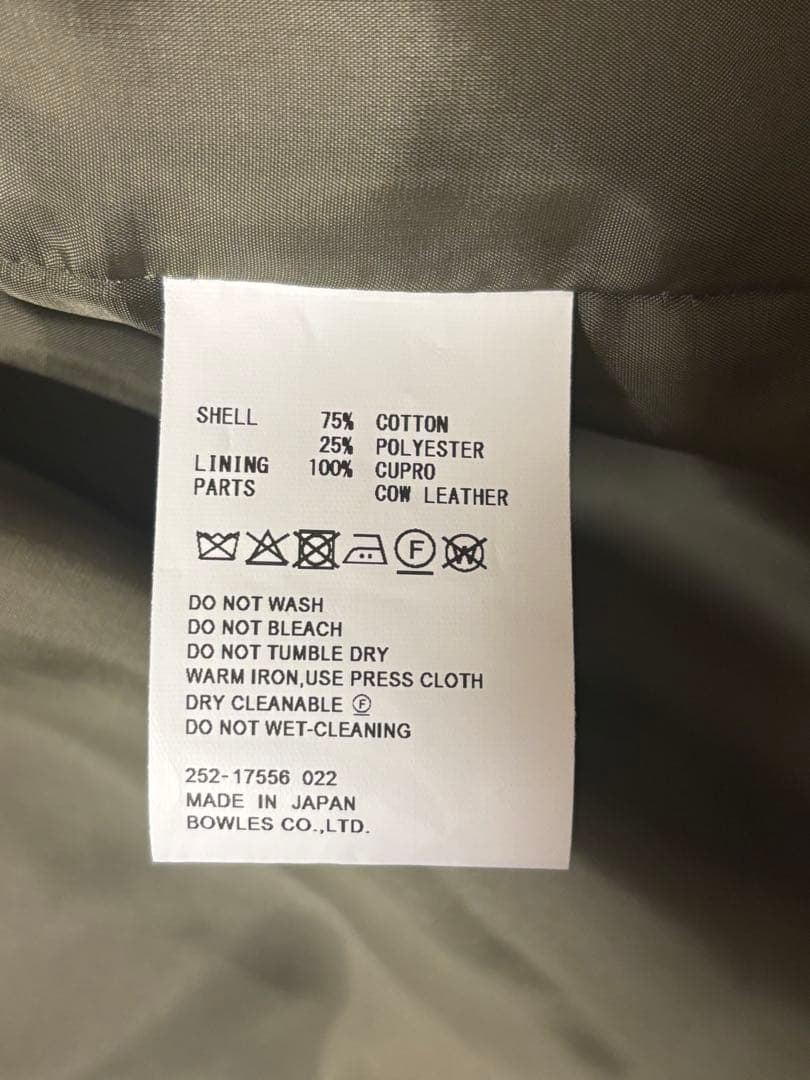 SHELL 75% COTTON
25% POLYESTER
LINING 100% CUPRO
PARTS COW LEATHER
F W
DO NOT WASH
DO NOT BLEACH
DO NOT TUMBLE DRY
WARM IRON,USE PRESS CLOTH
DRY CLEANABLE Ⓕ
DO NOT WET-CLEANING
252-17556 022
MADE IN JAPAN
BOWLES CO.,LTD.